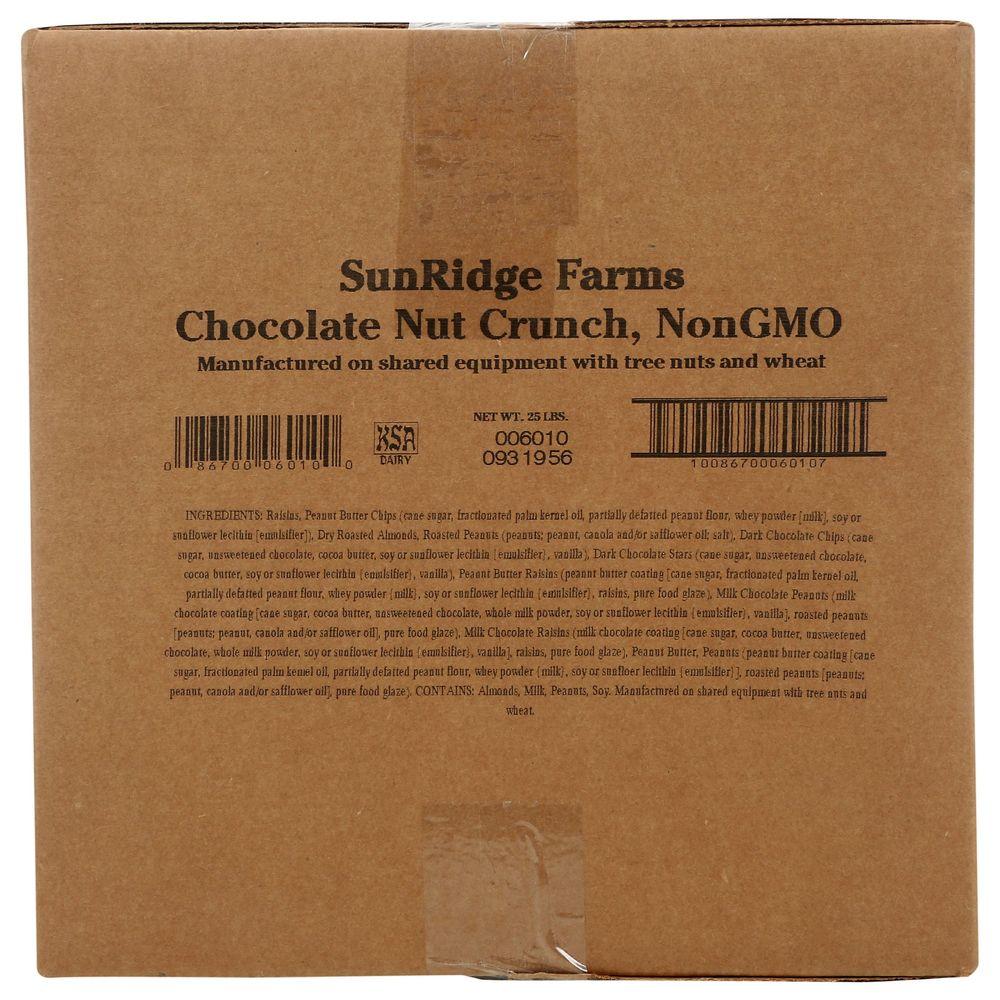 SunRidge Farms
Chocolate Nut Crunch, NonGMO
Manufactured on shared equipment with tree nuts and wheat
0 86700 06010 0
KSA
DAIRY
NET WT. 25 LBS.
006010
0931956
10086700060107
INGREDIENTS: Raisins, Peanut Butter Chips (cane sugar, fractionated palm kernel oil, partially defatted peanut flour, whey powder [milk], soy or
sunflower lecithin [emulsifier]), Dry Roasted Almonds, Roasted Peanuts (peanuts; peanut, canola and/or safflower oil; salt), Dark Chocolate Chips (cane
sugar, unsweetened chocolate, cocoa butter, soy or sunflower lecithin {emulsifier}, vanilla), Dark Chocolate Stars (cane sugar, unsweetened chocolate,
cocoa butter, soy or sunflower lecithin {emulsifier}, vanilla), Peanut Butter Raisins (peanut butter coating [cane sugar, fractionated palm kernel oil,
partially defatted peanut flour, whey powder {milk}, soy or sunflower lecithin {emulsifier}, raisins, pure food glaze), Milk Chocolate Peanuts (milk
chocolate coating [cane sugar, cocoa butter, unsweetened chocolate, whole milk powder, soy or sunflower lecithin {emulsifier}, vanilla], roasted peanuts
[peanuts; peanut, canola and/or safflower oil], pure food glaze), Milk Chocolate Raisins (milk chocolate coating [cane sugar, cocoa butter, unsweetened
chocolate, whole milk powder, soy or sunflower lecithin {emulsifier}, vanilla], raisins, pure food glaze), Peanut Butter, Peanuts (peanut butter coating [cane
sugar, fractionated palm kernel oil, partially defatted peanut flour, whey powder {milk}, soy or sunfloer lecithin {emulsifier}], roasted peanuts [peanuts;
peanut, canola and/or safflower oil], pure food glaze). CONTAINS: Almonds, Milk, Peanuts, Soy. Manufactured on shared equipment with tree nuts and
wheat.